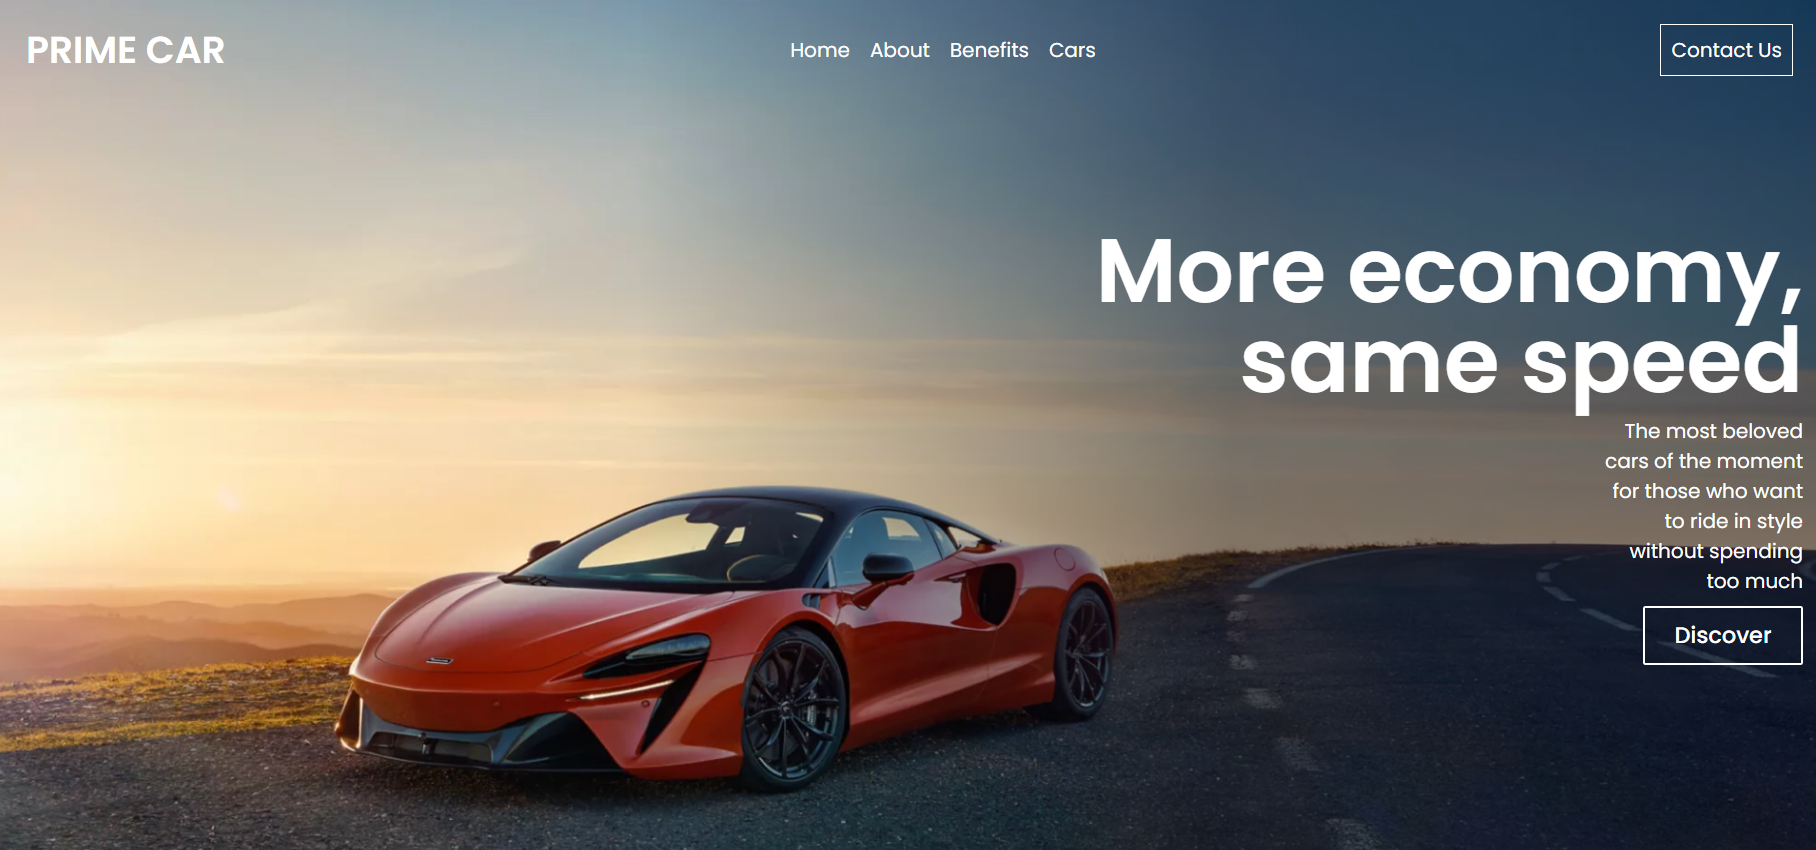 PRIME CAR
Home About Benefits Cars
Contact Us
More economy,
same speed
The most beloved
cars of the moment
for those who want
to ride in style
without spending
too much
Discover